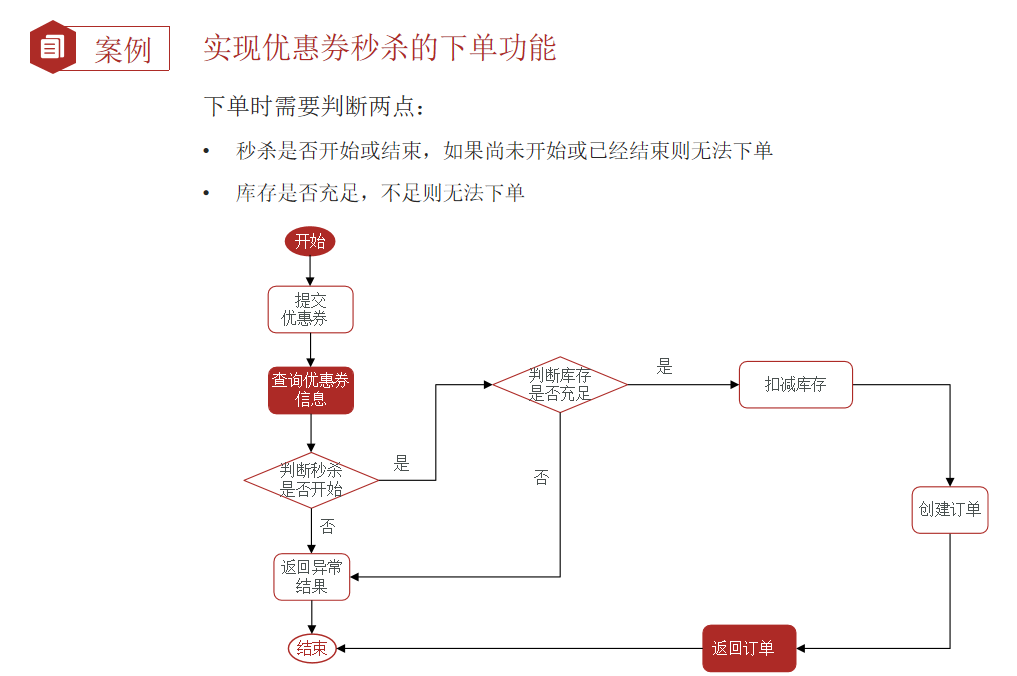 案例
实现优惠券秒杀的下单功能
下单时需要判断两点：
• 秒杀是否开始或结束，如果尚未开始或已经结束则无法下单
• 库存是否充足，不足则无法下单
开始
提交
优惠券
查询优惠券
信息
判断秒杀
是否开始
是
否
返回异常
结果
结束
判断库存
是否充足
是
否
扣减库存
创建订单
返回订单